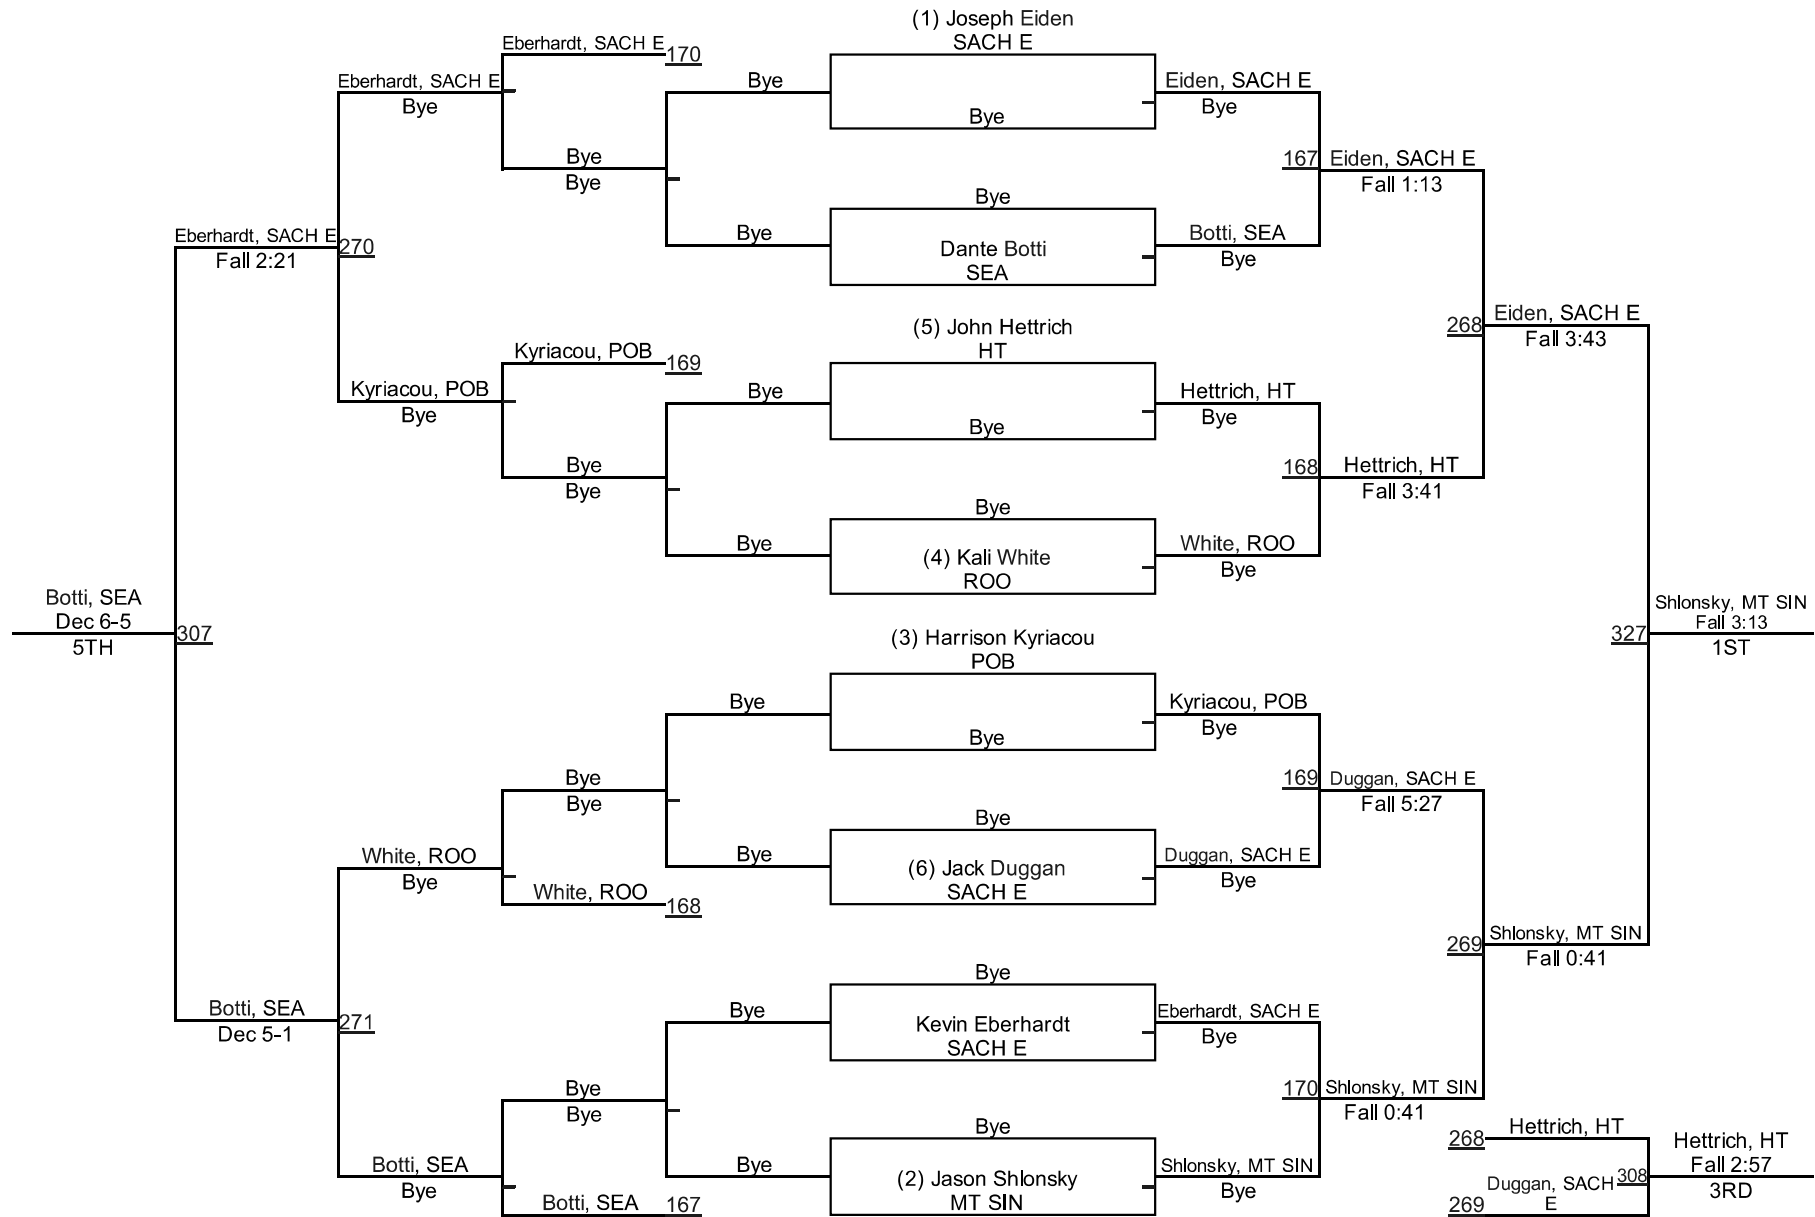 (1) Joseph Eiden
SACH E
Eberhardt, SACH E
170
Eberhardt, SACH E
Bye
Bye
Bye
Eiden, SACH E
Bye
Bye
Bye
167
Eiden, SACH E
Fall 1:13
Bye
Eberhardt, SACH E
270
Fall 2:21
Bye
Dante Botti
SEA
Botti, SEA
Bye
268
Eiden, SACH E
Fall 3:43
(5) John Hettrich
HT
Kyriacou, POB
169
Kyriacou, POB
Bye
Bye
Bye
Hettrich, HT
Bye
Bye
Bye
168
Hettrich, HT
Fall 3:41
Bye
Bye
(4) Kali White
ROO
White, ROO
Bye
Botti, SEA
Dec 6-5
307
5TH
Shlonsky, MT SIN
Fall 3:13
327
1ST
(3) Harrison Kyriacou
POB
Bye
Bye
Kyriacou, POB
Bye
Bye
Bye
169
Duggan, SACH E
Fall 5:27
White, ROO
Bye
Bye
Bye
(6) Jack Duggan
SACH E
Duggan, SACH E
Bye
White, ROO
168
269
Shlonsky, MT SIN
Fall 0:41
Botti, SEA
271
Dec 5-1
Bye
Bye
Kevin Eberhardt
SACH E
Eberhardt, SACH E
Bye
Bye
Bye
170
Shlonsky, MT SIN
Fall 0:41
Botti, SEA
Bye
Bye
Bye
(2) Jason Shlonsky
MT SIN
Shlonsky, MT SIN
Bye
Botti, SEA
167
268
Hettrich, HT
Hettrich, HT
Fall 2:57
308
3RD
Duggan, SACH
E
269